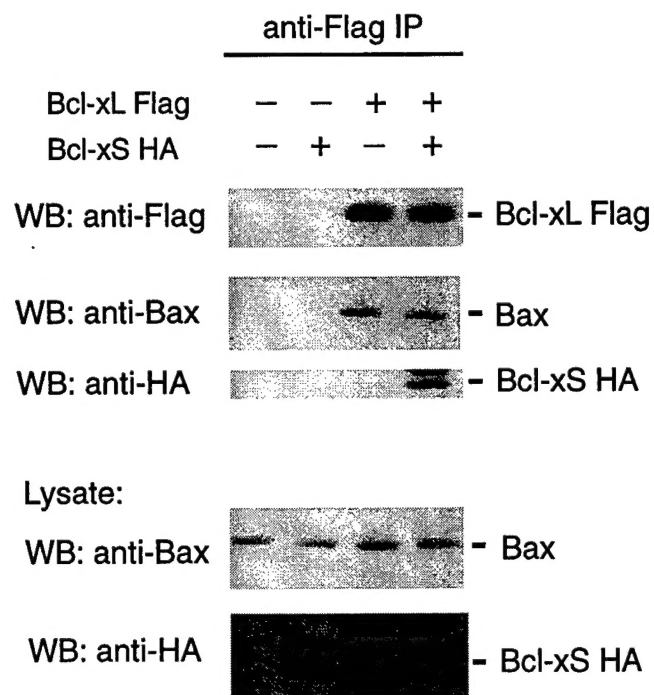 anti-Flag IP
Bcl-xL Flag − − + +
Bcl-xS HA − + − +
WB: anti-Flag - Bcl-xL Flag
WB: anti-Bax - Bax
WB: anti-HA - Bcl-xS HA
Lysate:
WB: anti-Bax - Bax
WB: anti-HA - Bcl-xS HA